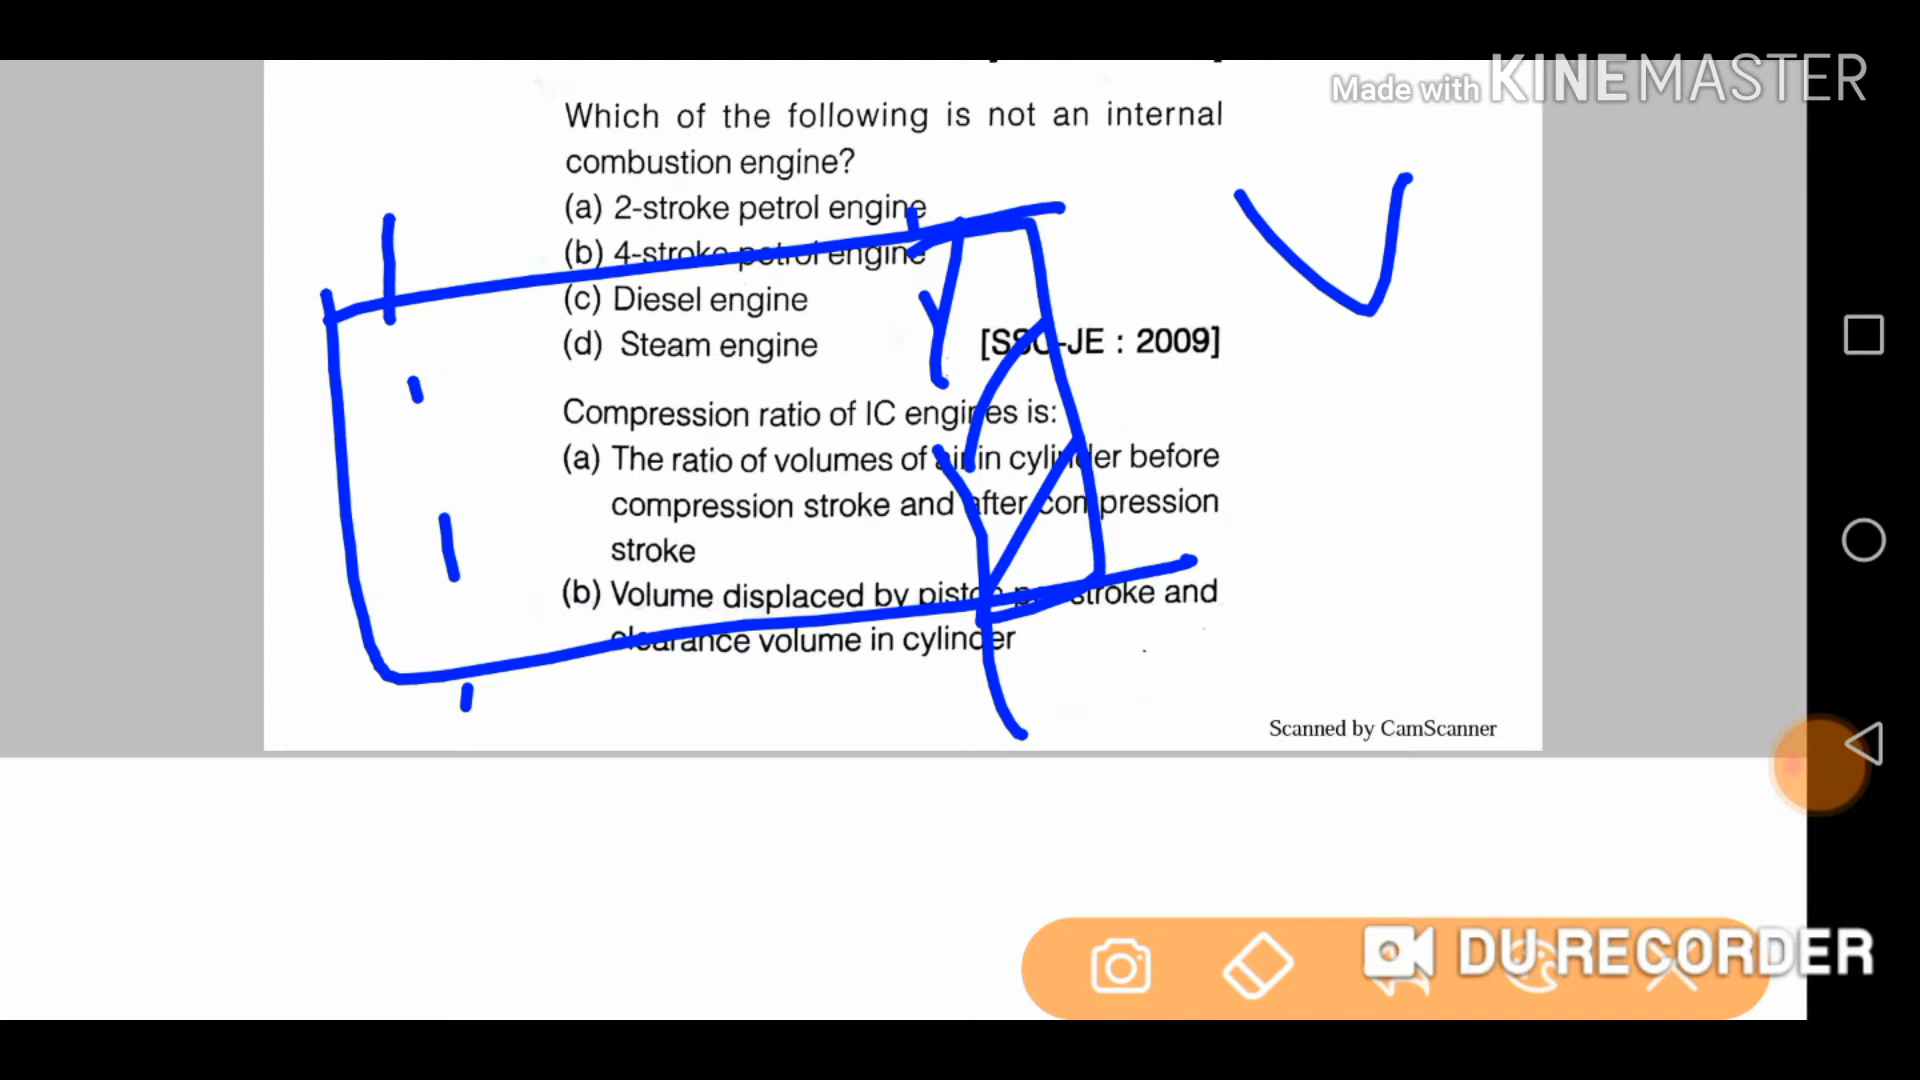 Made with KINEMASTER
Which of the following is not an internal
combustion engine?
(a) 2-stroke petrol engine
(b) 4-stroke petrol engine
(c) Diesel engine
(d) Steam engine [SSC-JE : 2009]
Compression ratio of IC engines is:
(a) The ratio of volumes of air in cylinder before
compression stroke and after compression
stroke
(b) Volume displaced by piston per stroke and
clearance volume in cylinder
Scanned by CamScanner
DU RECORDER